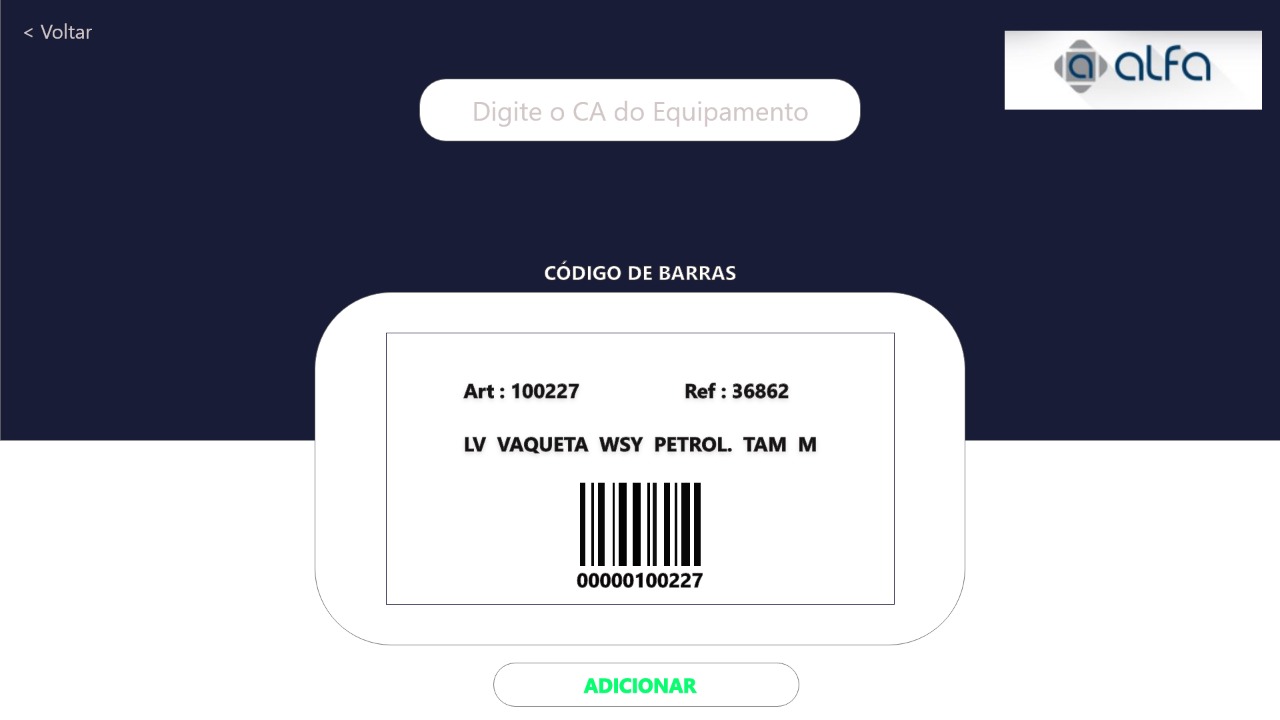 < Voltar
alfa
Digite o CA do Equipamento
CÓDIGO DE BARRAS
Art : 100227 Ref : 36862
LV VAQUETA WSY PETROL. TAM M
00000100227
ADICIONAR